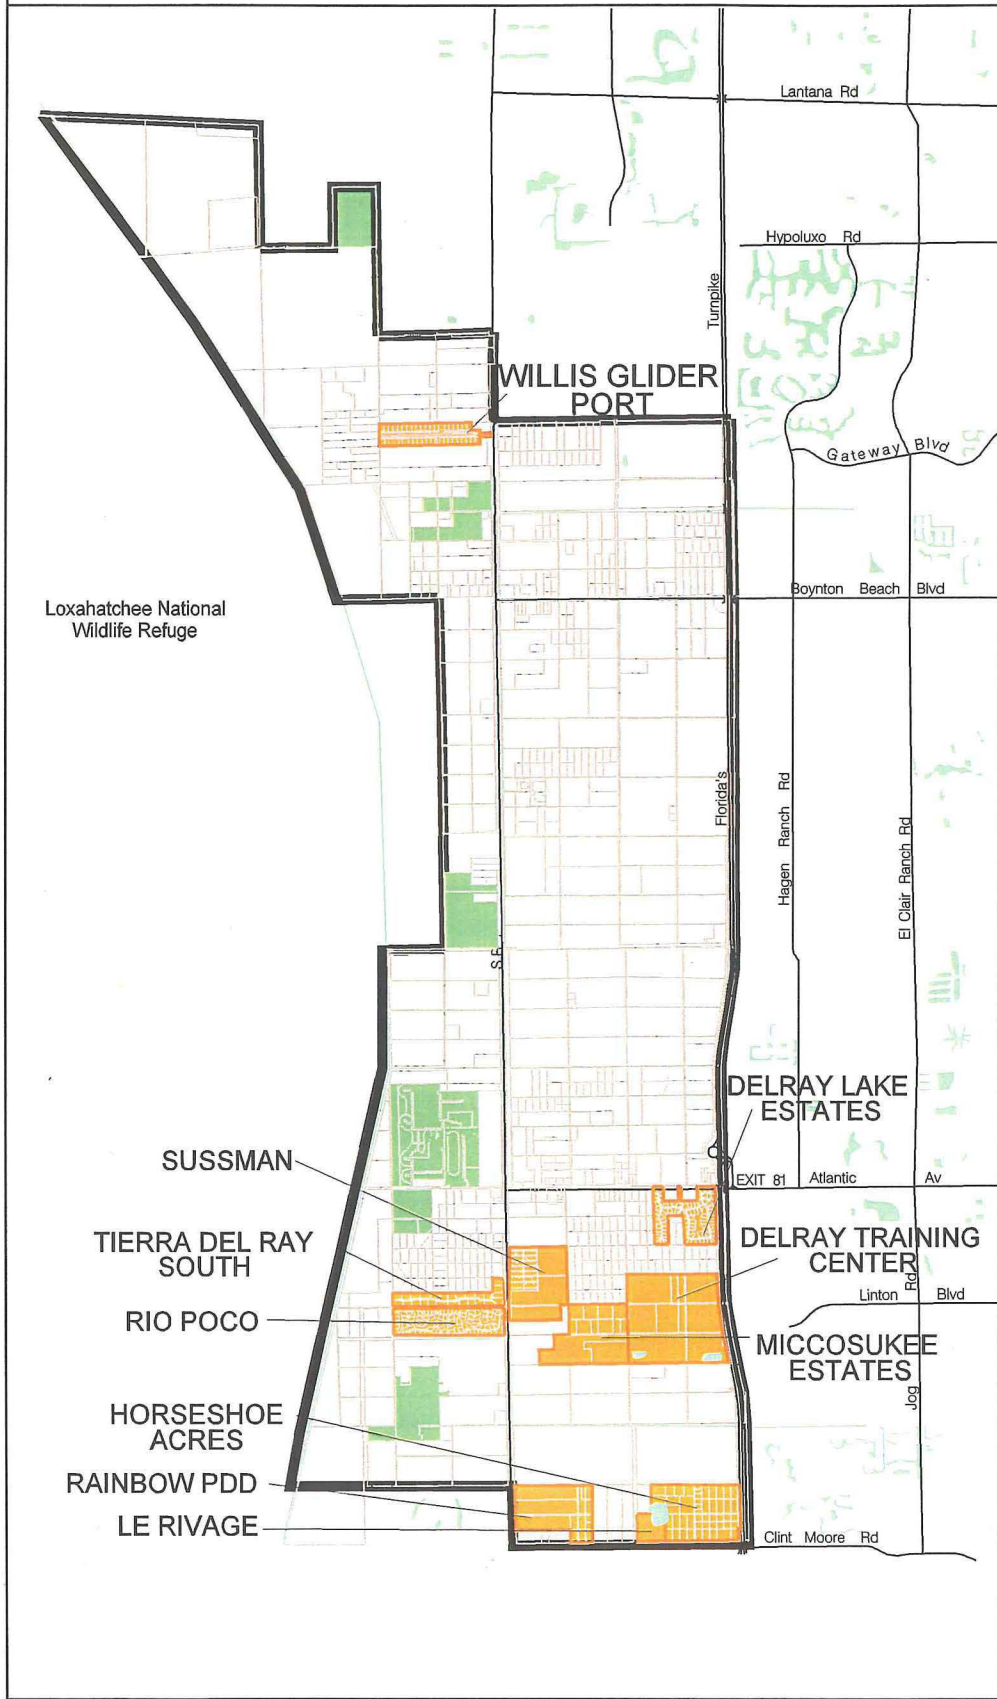 Lantana Rd
Hypoluxo Rd
Turnpike
WILLIS GLIDER
PORT
Gateway Blvd
Loxahatchee National
Wildlife Refuge
Boynton Beach Blvd
Florida's
Hagen Ranch Rd
El Clair Ranch Rd
DELRAY LAKE
ESTATES
SUSSMAN
EXIT 81 Atlantic Av
TIERRA DEL RAY
SOUTH
DELRAY TRAINING
CENTER
Linton Blvd
RIO POCO
MICCOSUKEE
ESTATES
Jog Rd
HORSESHOE
ACRES
RAINBOW PDD
LE RIVAGE
Clint Moore Rd